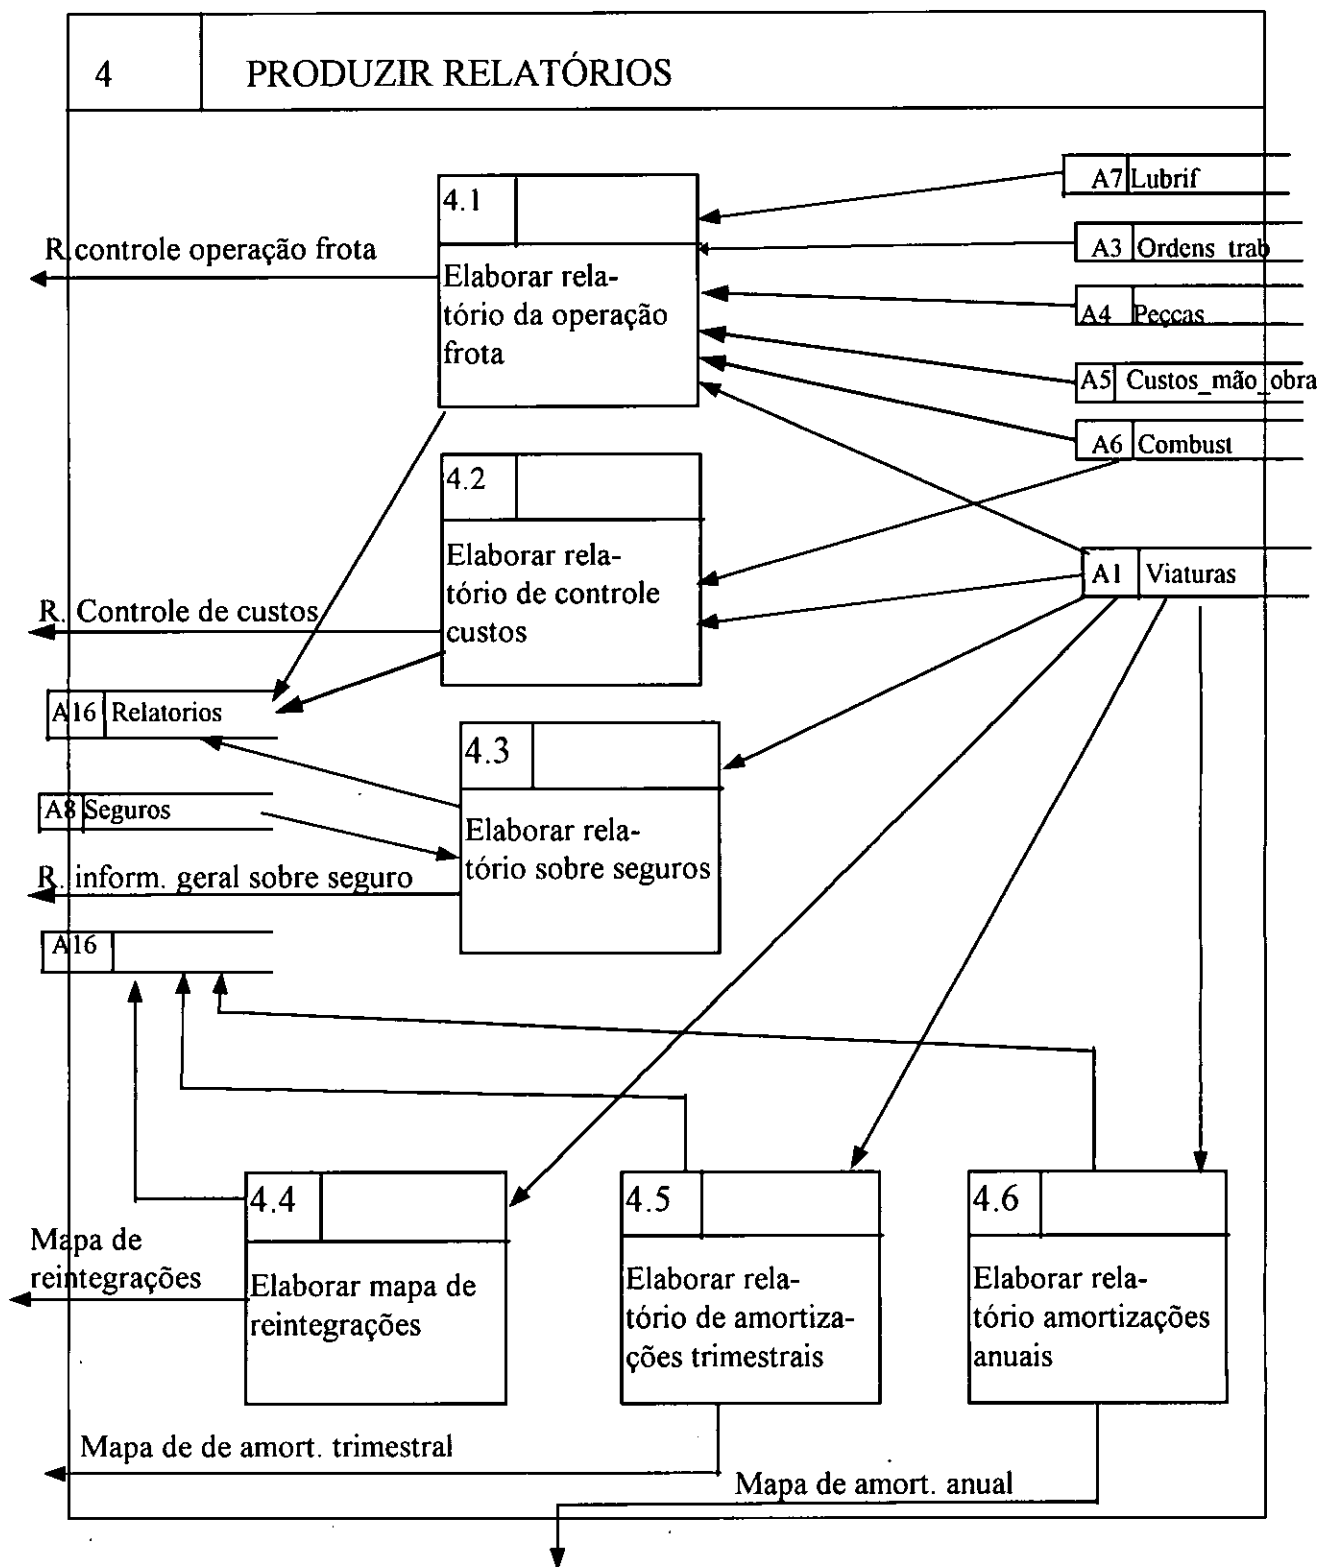 4 PRODUZIR RELATÓRIOS
A7 Lubrif
4.1
R.controle operação frota
A3 Ordens_trab
Elaborar rela-
tório da operação
frota
A4 Peçcas
A5 Custos_mão_obra
A6 Combust
4.2
Elaborar rela-
tório de controle
custos
A1 Viaturas
R. Controle de custos
A16 Relatorios
4.3
A8 Seguros
Elaborar rela-
tório sobre seguros
R. inform. geral sobre seguro
A16
4.4
4.5
4.6
Mapa de
reintegrações
Elaborar mapa de
reintegrações
Elaborar rela-
tório de amortiza-
ções trimestrais
Elaborar rela-
tório amortizações
anuais
Mapa de de amort. trimestral
Mapa de amort. anual